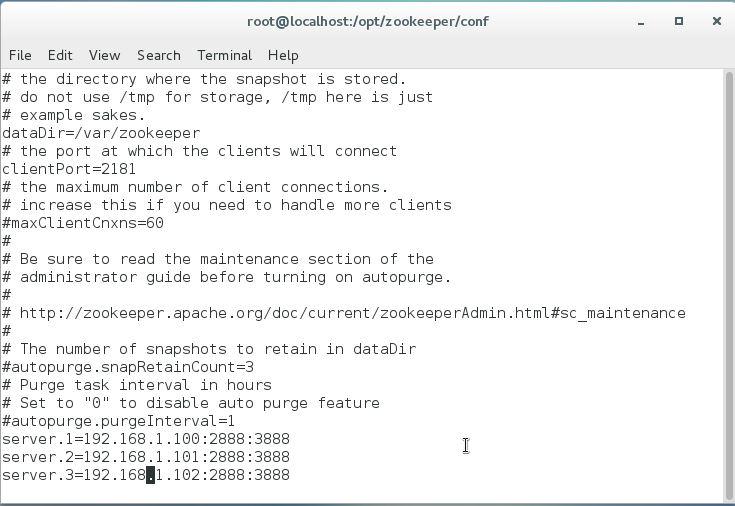 root@localhost:/opt/zookeeper/conf
File Edit View Search Terminal Help
# the directory where the snapshot is stored.
# do not use /tmp for storage, /tmp here is just
# example sakes.
dataDir=/var/zookeeper
# the port at which the clients will connect
clientPort=2181
# the maximum number of client connections.
# increase this if you need to handle more clients
#maxClientCnxns=60
#
# Be sure to read the maintenance section of the
# administrator guide before turning on autopurge.
#
# http://zookeeper.apache.org/doc/current/zookeeperAdmin.html#sc_maintenance
#
# The number of snapshots to retain in dataDir
#autopurge.snapRetainCount=3
# Purge task interval in hours
# Set to "0" to disable auto purge feature
#autopurge.purgeInterval=1
server.1=192.168.1.100:2888:3888
server.2=192.168.1.101:2888:3888
server.3=192.168.1.102:2888:3888